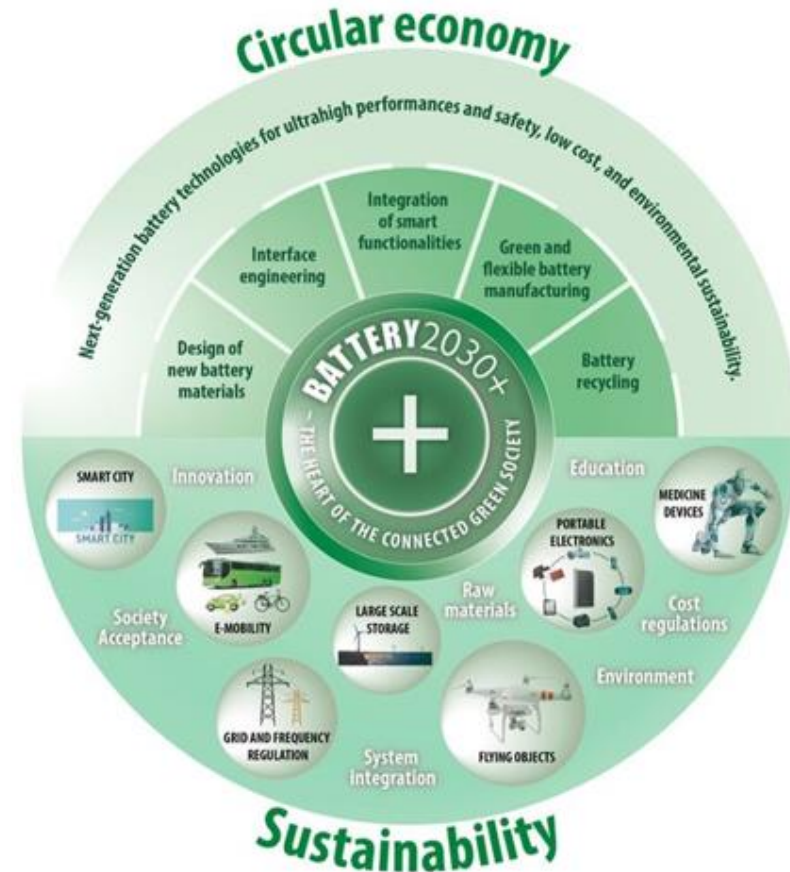 Circular economy
Next-generation battery technologies for ultrahigh performances and safety, low cost, and environmental sustainability.
Design of
new battery
materials
Interface
engineering
Integration
of smart
functionalities
Green and
flexible battery
manufacturing
Battery
recycling
BATTERY2030+
~ THE HEART OF THE CONNECTED GREEN SOCIETY
SMART CITY
SMART CITY
Innovation
Education
MEDICINE
DEVICES
E-MOBILITY
PORTABLE
ELECTRONICS
Society
Acceptance
LARGE SCALE
STORAGE
Raw
materials
Cost
regulations
Environment
GRID AND FREQUENCY
REGULATION
System
integration
FLYING OBJECTS
Sustainability